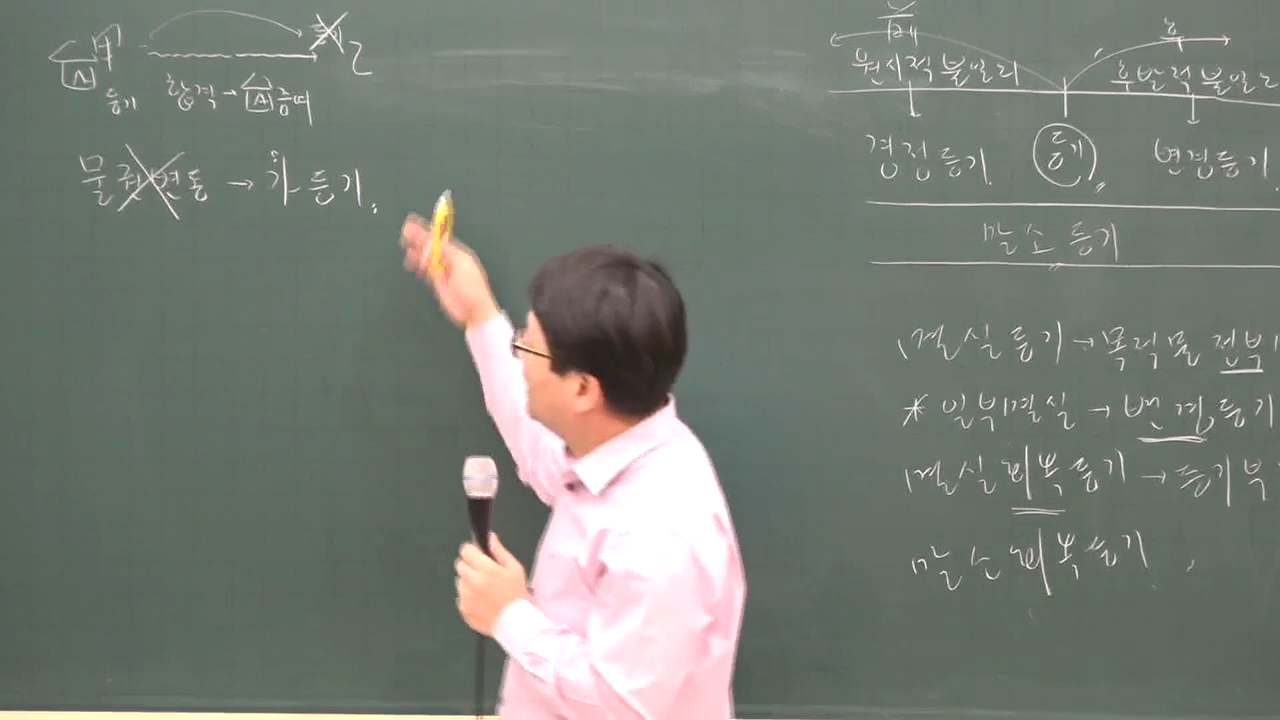 甲 乙
A 등기 합격 → A 증여
물권변동 → 가등기.
원시적 불일치 후발적 불일치
경정등기 등기 변경등기
말소등기
멸실등기 → 목적물 전부
* 일부멸실 → 변경등기
멸실회복등기 → 등기부
말소회복등기